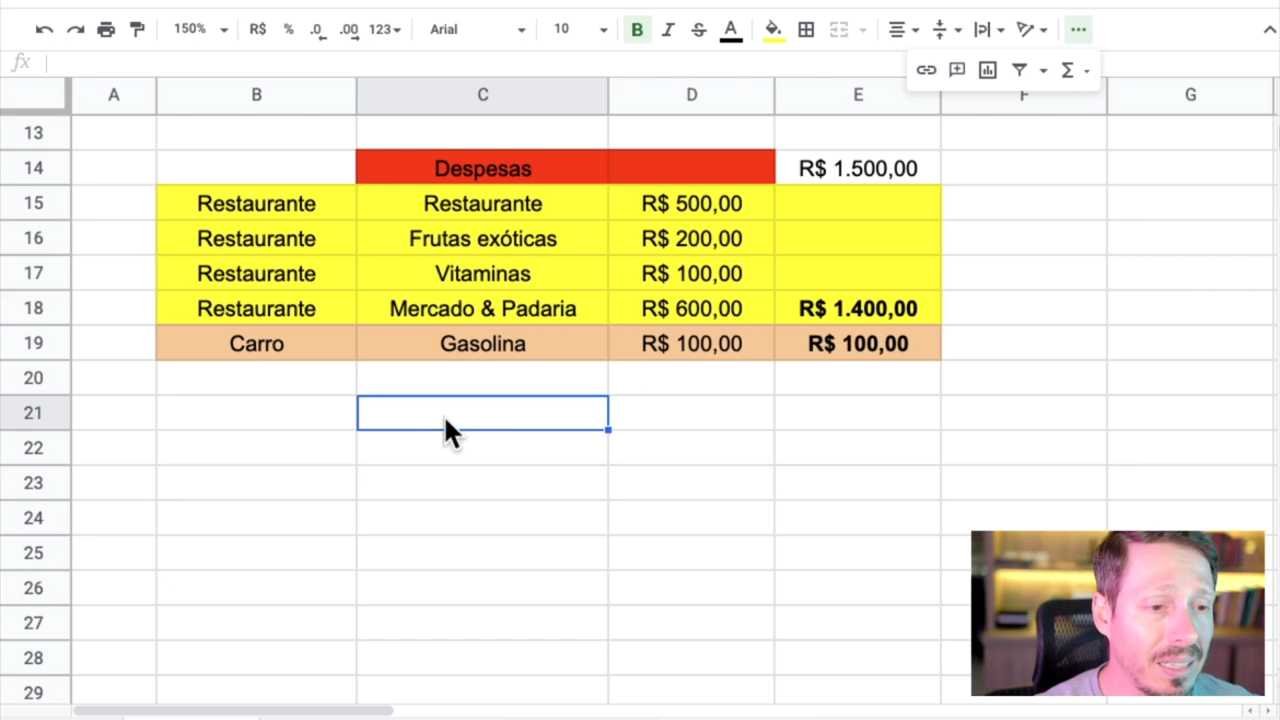 150% R$ % .0 .00 123 Arial 10 B I S A
fx
A B C D E F G
13
14 Despesas R$ 1.500,00
15 Restaurante Restaurante R$ 500,00
16 Restaurante Frutas exóticas R$ 200,00
17 Restaurante Vitaminas R$ 100,00
18 Restaurante Mercado & Padaria R$ 600,00 R$ 1.400,00
19 Carro Gasolina R$ 100,00 R$ 100,00
20
21
22
23
24
25
26
27
28
29